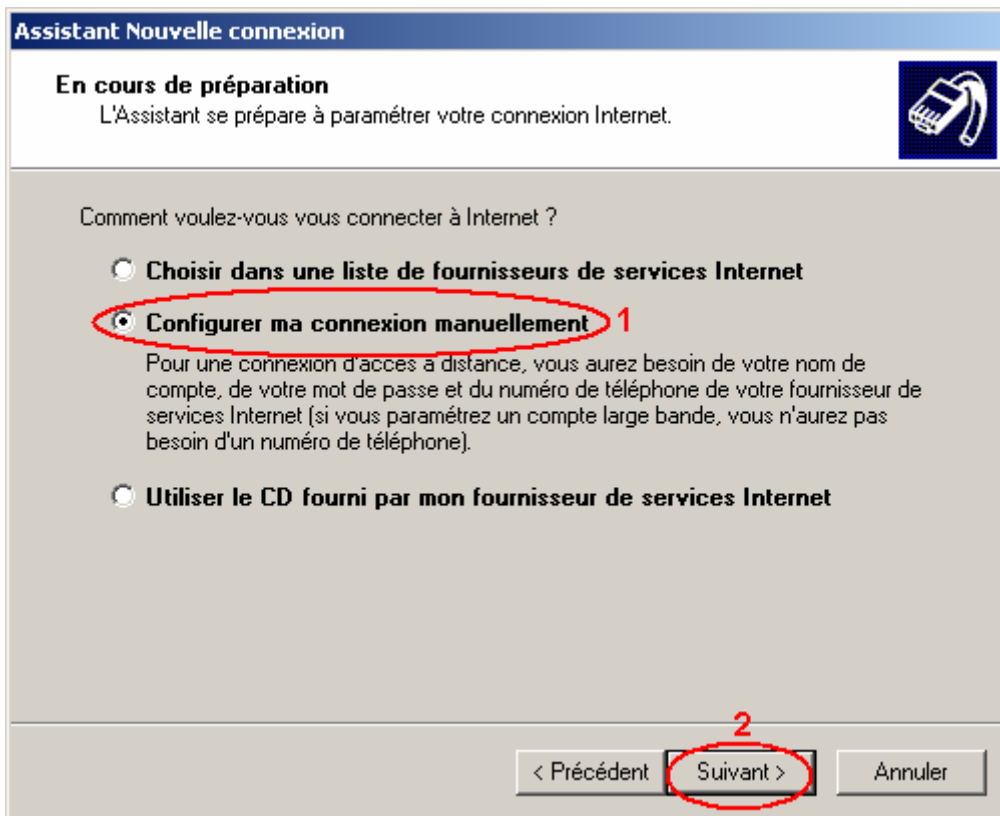 Assistant Nouvelle connexion
En cours de préparation
L'Assistant se prépare à paramétrer votre connexion Internet.
Comment voulez-vous vous connecter à Internet ?
Choisir dans une liste de fournisseurs de services Internet
Configurer ma connexion manuellement 1
Pour une connexion d'accès à distance, vous aurez besoin de votre nom de
compte, de votre mot de passe et du numéro de téléphone de votre fournisseur de
services Internet (si vous paramétrez un compte large bande, vous n'aurez pas
besoin d'un numéro de téléphone).
Utiliser le CD fourni par mon fournisseur de services Internet
2
< Précédent Suivant > Annuler